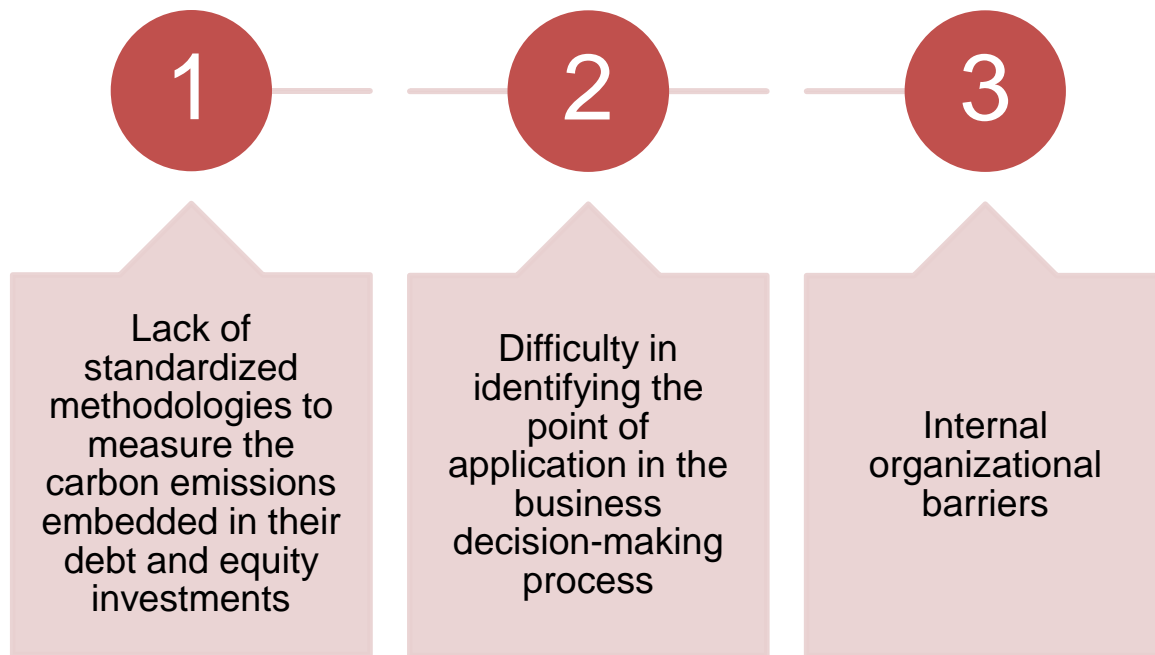 1
Lack of
standardized
methodologies to
measure the
carbon emissions
embedded in their
debt and equity
investments
2
Difficulty in
identifying the
point of
application in the
business
decision-making
process
3
Internal
organizational
barriers